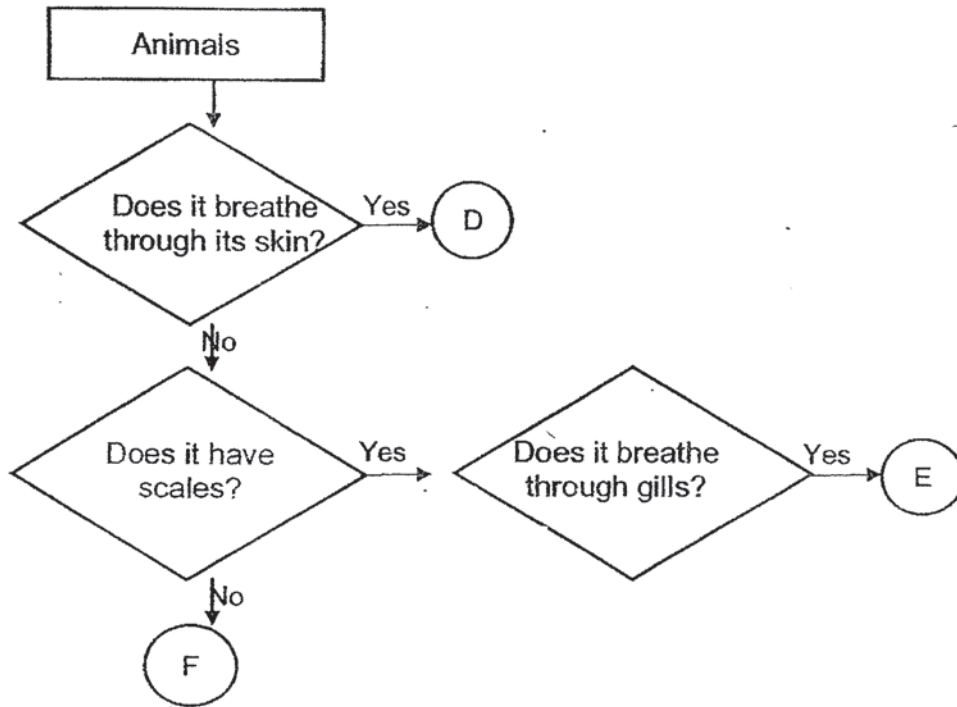 Animals
Does it breathe
through its skin?
Yes
D
No
Does it have
scales?
Yes
Does it breathe
through gills?
Yes
E
No
F